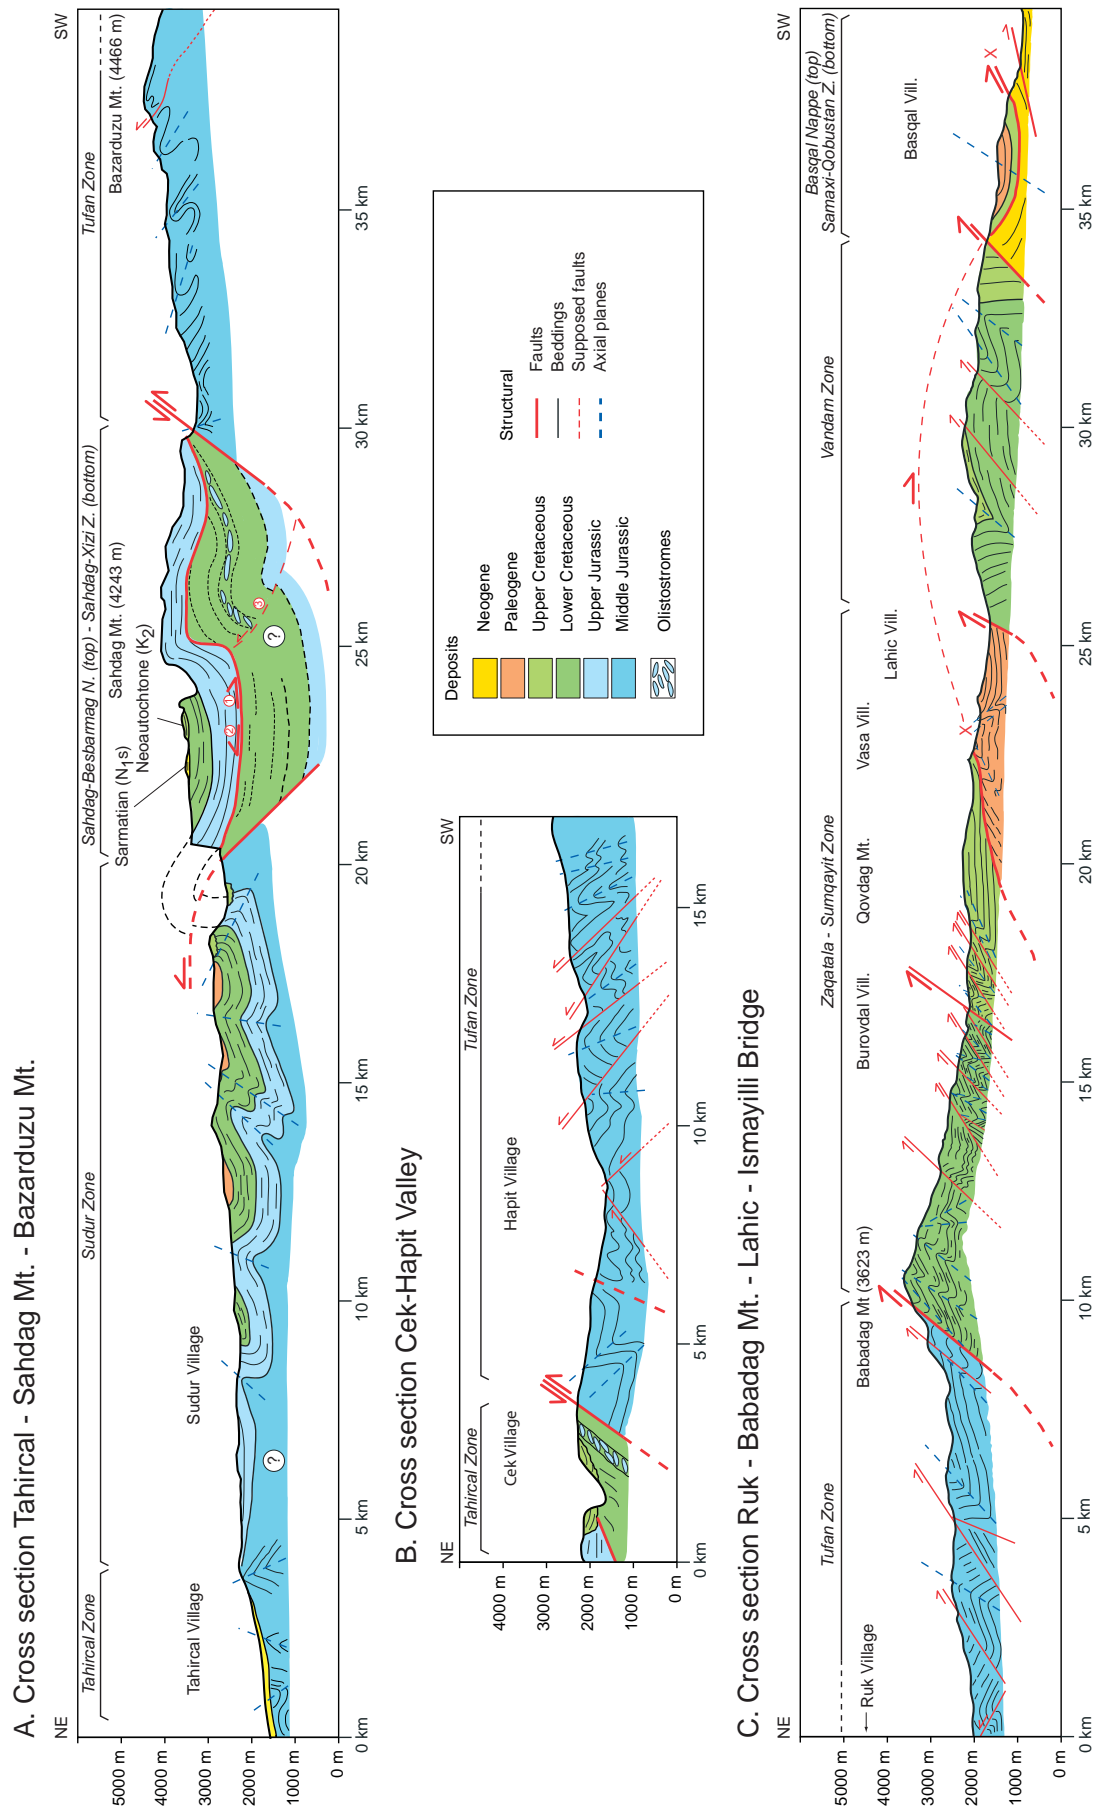 A. Cross section Tahircal - Sahdag Mt. - Bazarduzu Mt.
NE
SW
Tahircal Zone
Sudur Zone
Sahdag-Besbarmag N. (top) - Sahdag-Xizi Z. (bottom)
Tufan Zone
Tahircal Village
Sudur Village
Sarmatian (N1s)
Neoautochtone (K2)
Sahdag Mt. (4243 m)
Bazarduzu Mt. (4466 m)
5000 m
4000 m
3000 m
2000 m
1000 m
0 m
?
1
2
3
?
0 km
5 km
10 km
15 km
20 km
25 km
30 km
35 km
B. Cross section Cek-Hapit Valley
NE
SW
Tahircal Zone
Tufan Zone
Cek Village
Hapit Village
4000 m
3000 m
2000 m
1000 m
0 m
0 km
5 km
10 km
15 km
Deposits
Neogene
Paleogene
Upper Cretaceous
Lower Cretaceous
Upper Jurassic
Middle Jurassic
Olistostromes
Structural
Faults
Beddings
Supposed faults
Axial planes
C. Cross section Ruk - Babadag Mt. - Lahic - Ismayilli Bridge
NE
SW
Tufan Zone
Zaqatala - Sumqayit Zone
Vandam Zone
Basqal Nappe (top)
Samaxi-Qobustan Z. (bottom)
Ruk Village
Babadag Mt (3623 m)
Burovdal Vill.
Qovdag Mt.
Vasa Vill.
Lahic Vill.
Basqal Vill.
X
X
5000 m
4000 m
3000 m
2000 m
1000 m
0 m
0 km
5 km
10 km
15 km
20 km
25 km
30 km
35 km